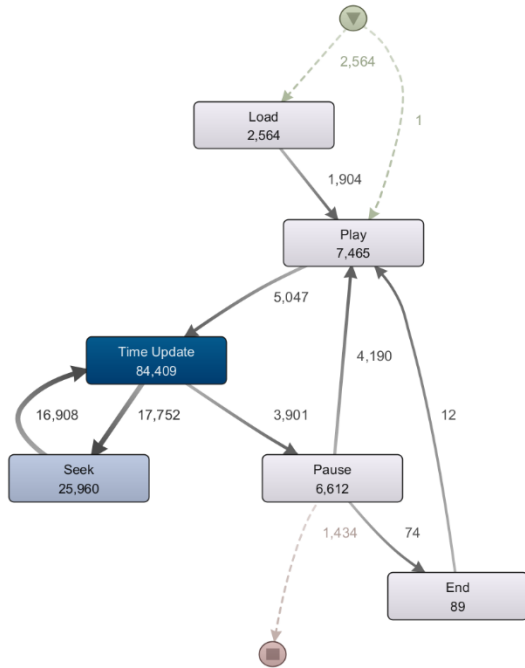 2,564
Load
2,564
1
1,904
Play
7,465
5,047
4,190
Time Update
84,409
16,908
17,752
3,901
12
Seek
25,960
Pause
6,612
1,434
74
End
89